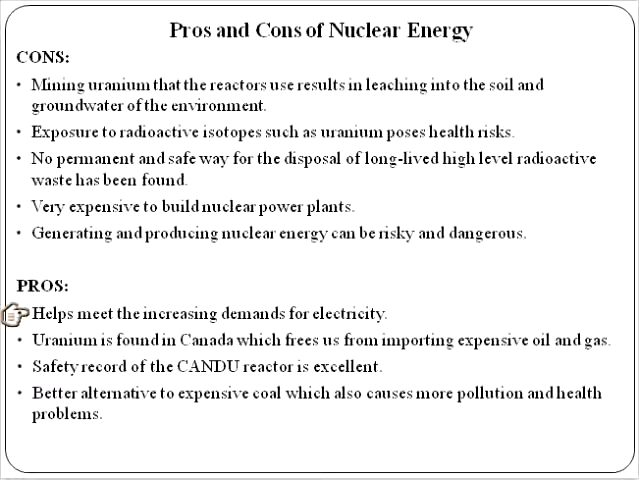 Pros and Cons of Nuclear Energy
CONS:
• Mining uranium that the reactors use results in leaching into the soil and
groundwater of the environment.
• Exposure to radioactive isotopes such as uranium poses health risks.
• No permanent and safe way for the disposal of long-lived high level radioactive
waste has been found.
• Very expensive to build nuclear power plants.
• Generating and producing nuclear energy can be risky and dangerous.
PROS:
Helps meet the increasing demands for electricity.
• Uranium is found in Canada which frees us from importing expensive oil and gas.
• Safety record of the CANDU reactor is excellent.
• Better alternative to expensive coal which also causes more pollution and health
problems.